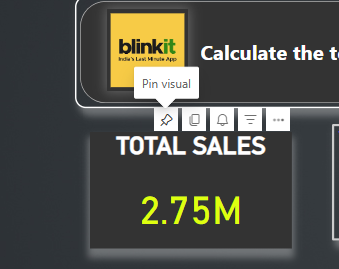 blinkit
India's Last Minute App
Calculate the t
Pin visual
TOTAL SALES
2.75M